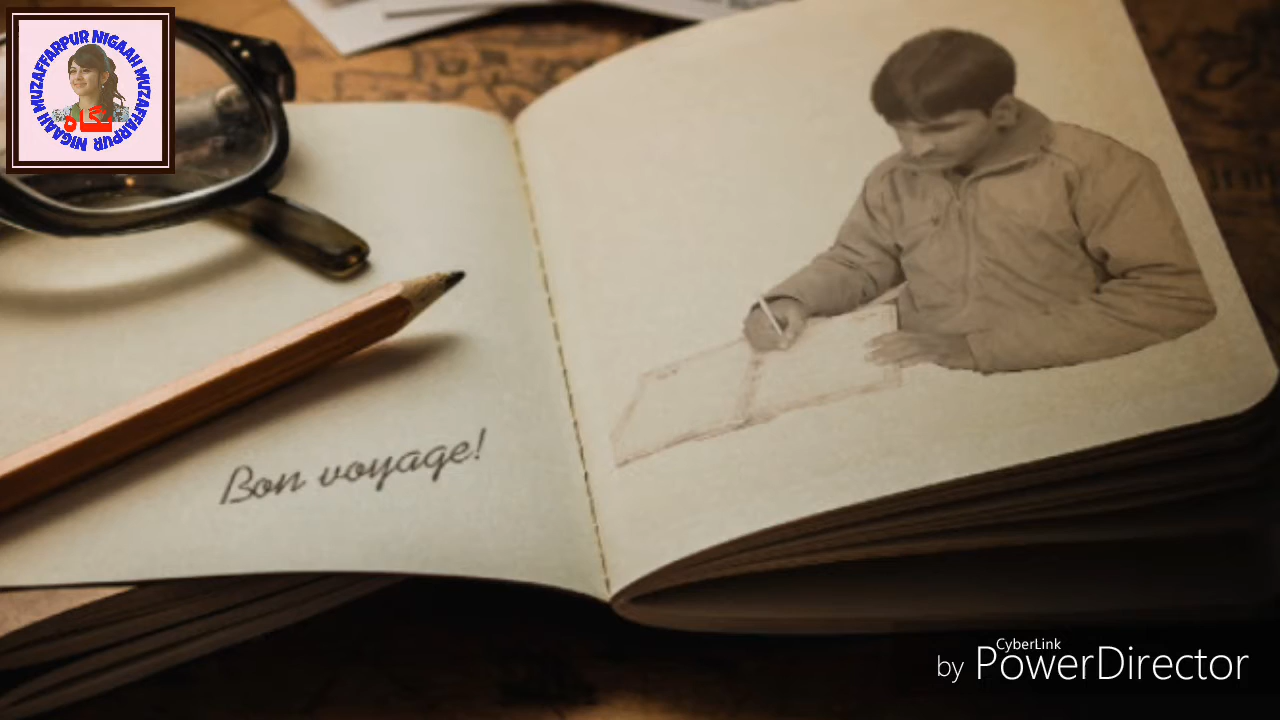 MUZAFFARPUR NIGAAH MUZAFFARPUR NIGAAH
نگاہ
Bon voyage!
CyberLink
by PowerDirector